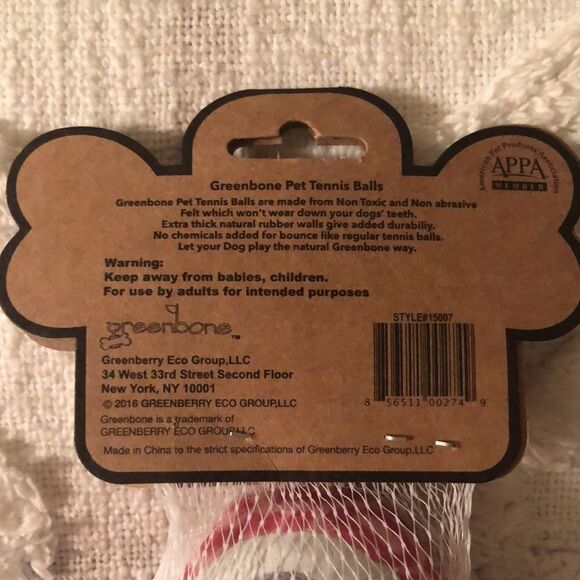 Greenbone Pet Tennis Balls
American Pet Products Association
APPA
MEMBER
Greenbone Pet Tennis Balls are made from Non Toxic and Non abrasive
Felt which won't wear down your dogs' teeth.
Extra thick natural rubber walls give added durabiliy.
No chemicals added for bounce like regular tennis balls.
Let your Dog play the natural Greenbone way.
Warning:
Keep away from babies, children.
For use by adults for intended purposes
greenbone™
STYLE#15007
Greenberry Eco Group,LLC
34 West 33rd Street Second Floor
New York, NY 10001
© 2016 GREENBERRY ECO GROUP,LLC
8 56511 00274 9
Greenbone is a trademark of
GREENBERRY ECO GROUP,LLC
Made in China to the strict specifications of Greenberry Eco Group,LLC